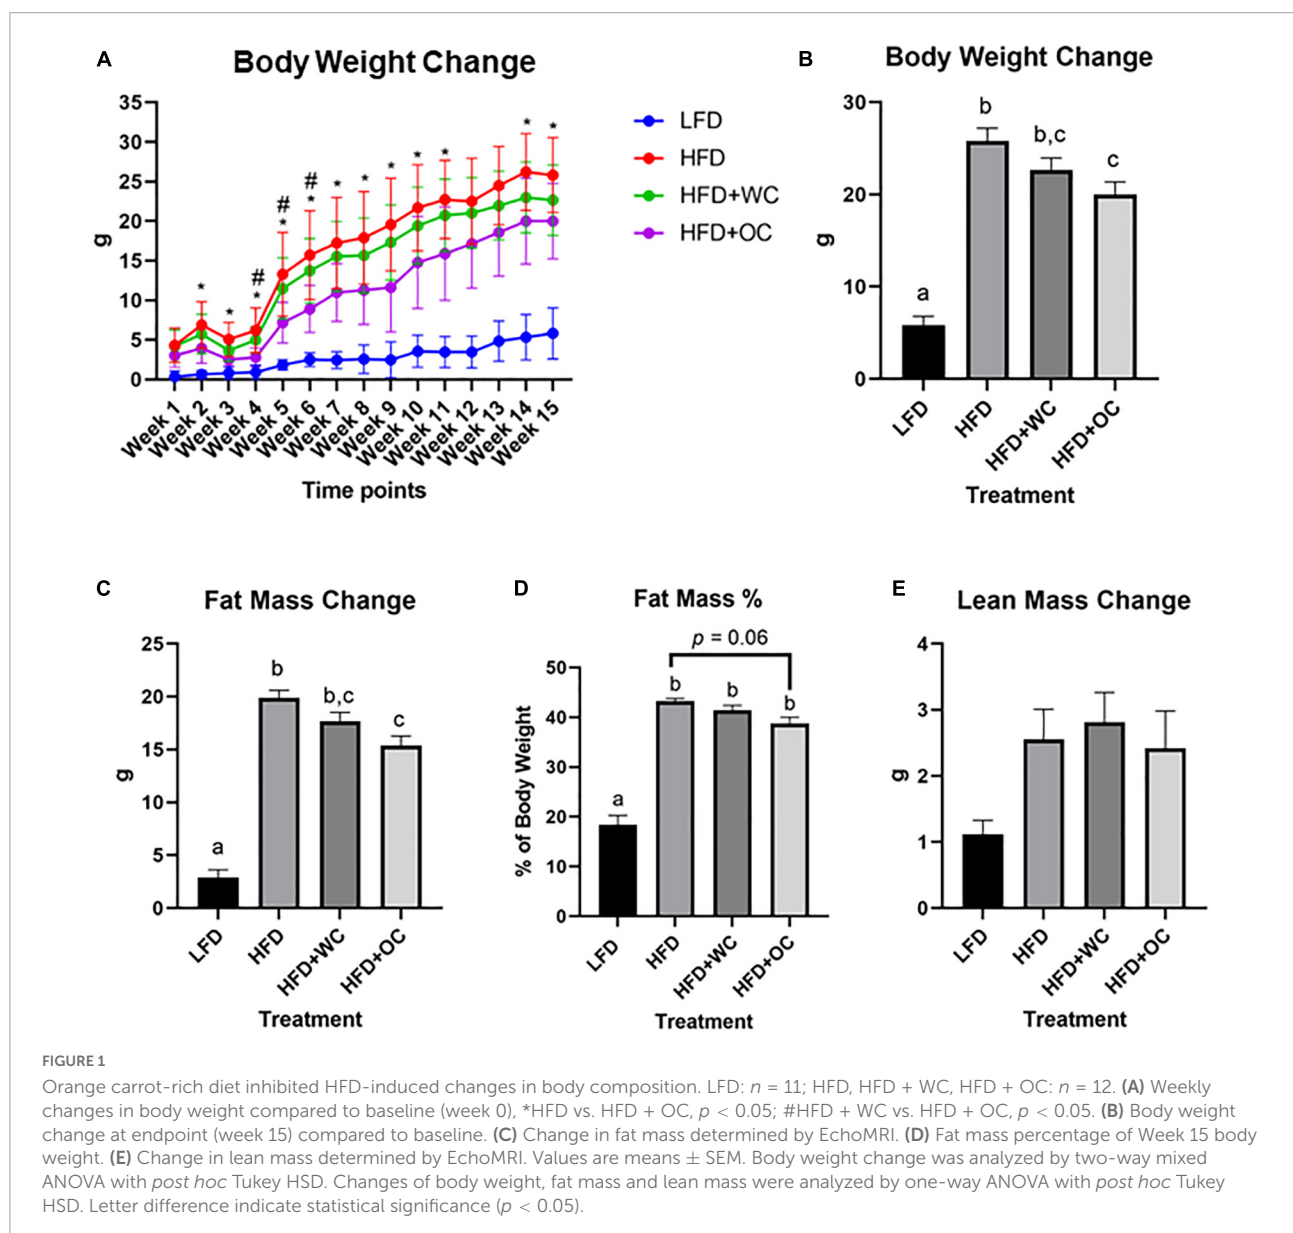 A
Body Weight Change
35
30
25
20
15
10
5
0
g
* * * * * * * * * * * * *
# # #
Week 1
Week 2
Week 3
Week 4
Week 5
Week 6
Week 7
Week 8
Week 9
Week 10
Week 11
Week 12
Week 13
Week 14
Week 15
Time points
LFD
HFD
HFD+WC
HFD+OC
B
Body Weight Change
30
20
10
0
g
a
b
b,c
c
LFD
HFD
HFD+WC
HFD+OC
Treatment
C
Fat Mass Change
25
20
15
10
5
0
g
a
b
b,c
c
LFD
HFD
HFD+WC
HFD+OC
Treatment
D
Fat Mass %
p = 0.06
50
40
30
20
10
0
% of Body Weight
a
b
b
b
LFD
HFD
HFD+WC
HFD+OC
Treatment
E
Lean Mass Change
4
3
2
1
0
g
LFD
HFD
HFD+WC
HFD+OC
Treatment
FIGURE 1
Orange carrot-rich diet inhibited HFD-induced changes in body composition. LFD: n = 11; HFD, HFD + WC, HFD + OC: n = 12. (A) Weekly
changes in body weight compared to baseline (week 0), *HFD vs. HFD + OC, p < 0.05; #HFD + WC vs. HFD + OC, p < 0.05. (B) Body weight
change at endpoint (week 15) compared to baseline. (C) Change in fat mass determined by EchoMRI. (D) Fat mass percentage of Week 15 body
weight. (E) Change in lean mass determined by EchoMRI. Values are means ± SEM. Body weight change was analyzed by two-way mixed
ANOVA with post hoc Tukey HSD. Changes of body weight, fat mass and lean mass were analyzed by one-way ANOVA with post hoc Tukey
HSD. Letter difference indicate statistical significance (p < 0.05).